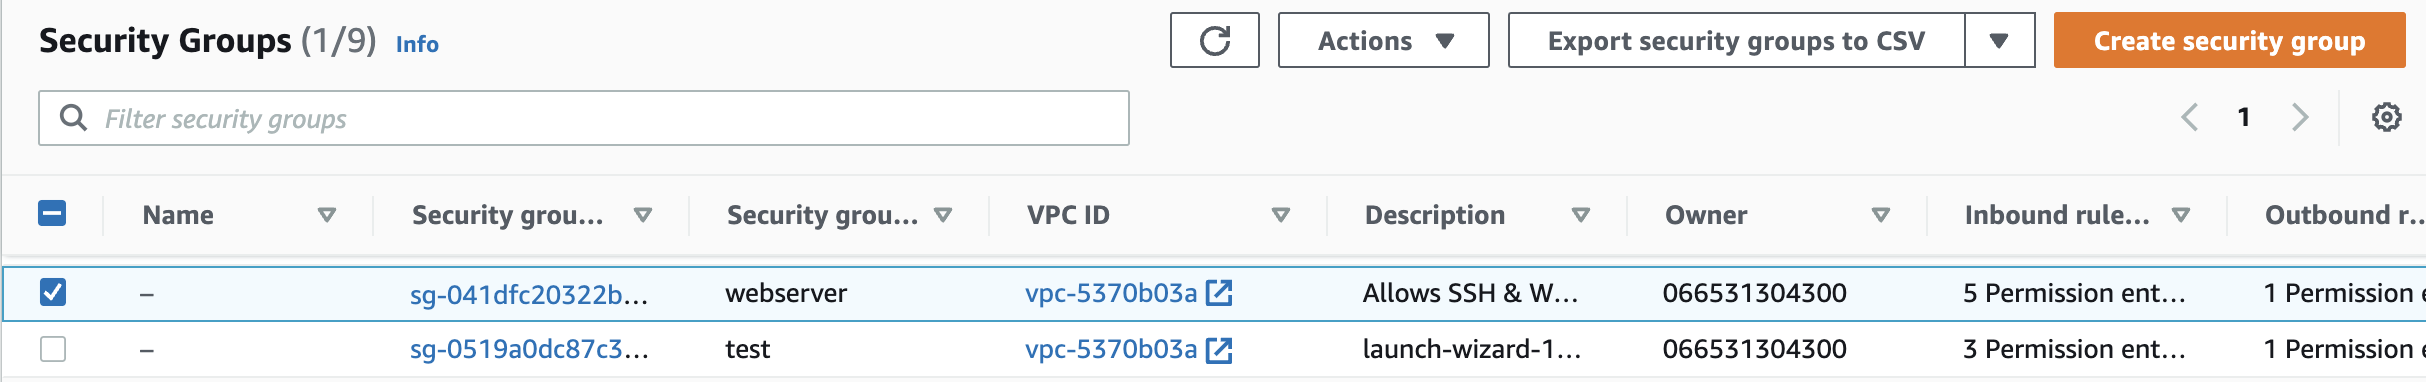 Security Groups (1/9) Info
Actions
Export security groups to CSV
Create security group
Filter security groups
1
Name Security grou... Security grou... VPC ID Description Owner Inbound rule... Outbound r...
– sg-041dfc20322b... webserver vpc-5370b03a Allows SSH & W... 066531304300 5 Permission ent... 1 Permission e
– sg-0519a0dc87c3... test vpc-5370b03a launch-wizard-1... 066531304300 3 Permission ent... 1 Permission e